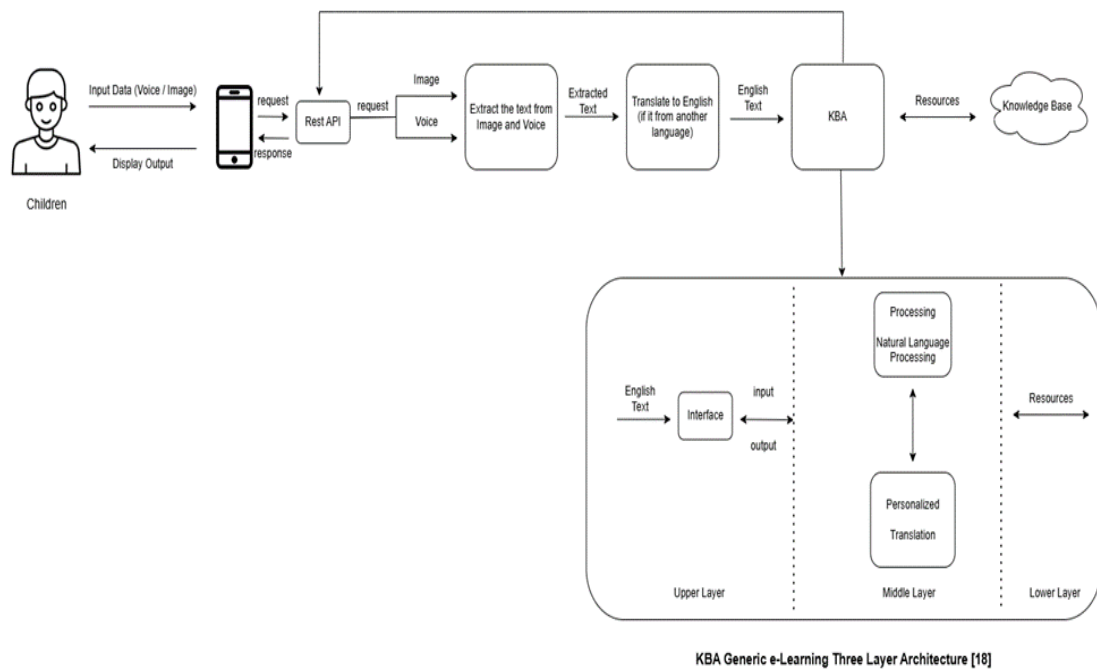 Input Data (Voice / Image)
Display Output
Children
request
response
Rest API
request
Image
Voice
Extract the text from
Image and Voice
Extracted
Text
Translate to English
(if it from another
language)
English
Text
KBA
Resources
Knowledge Base
English
Text
Interface
input
output
Processing
Natural Language
Processing
Personalized
Translation
Resources
Upper Layer
Middle Layer
Lower Layer
KBA Generic e-Learning Three Layer Architecture [18]